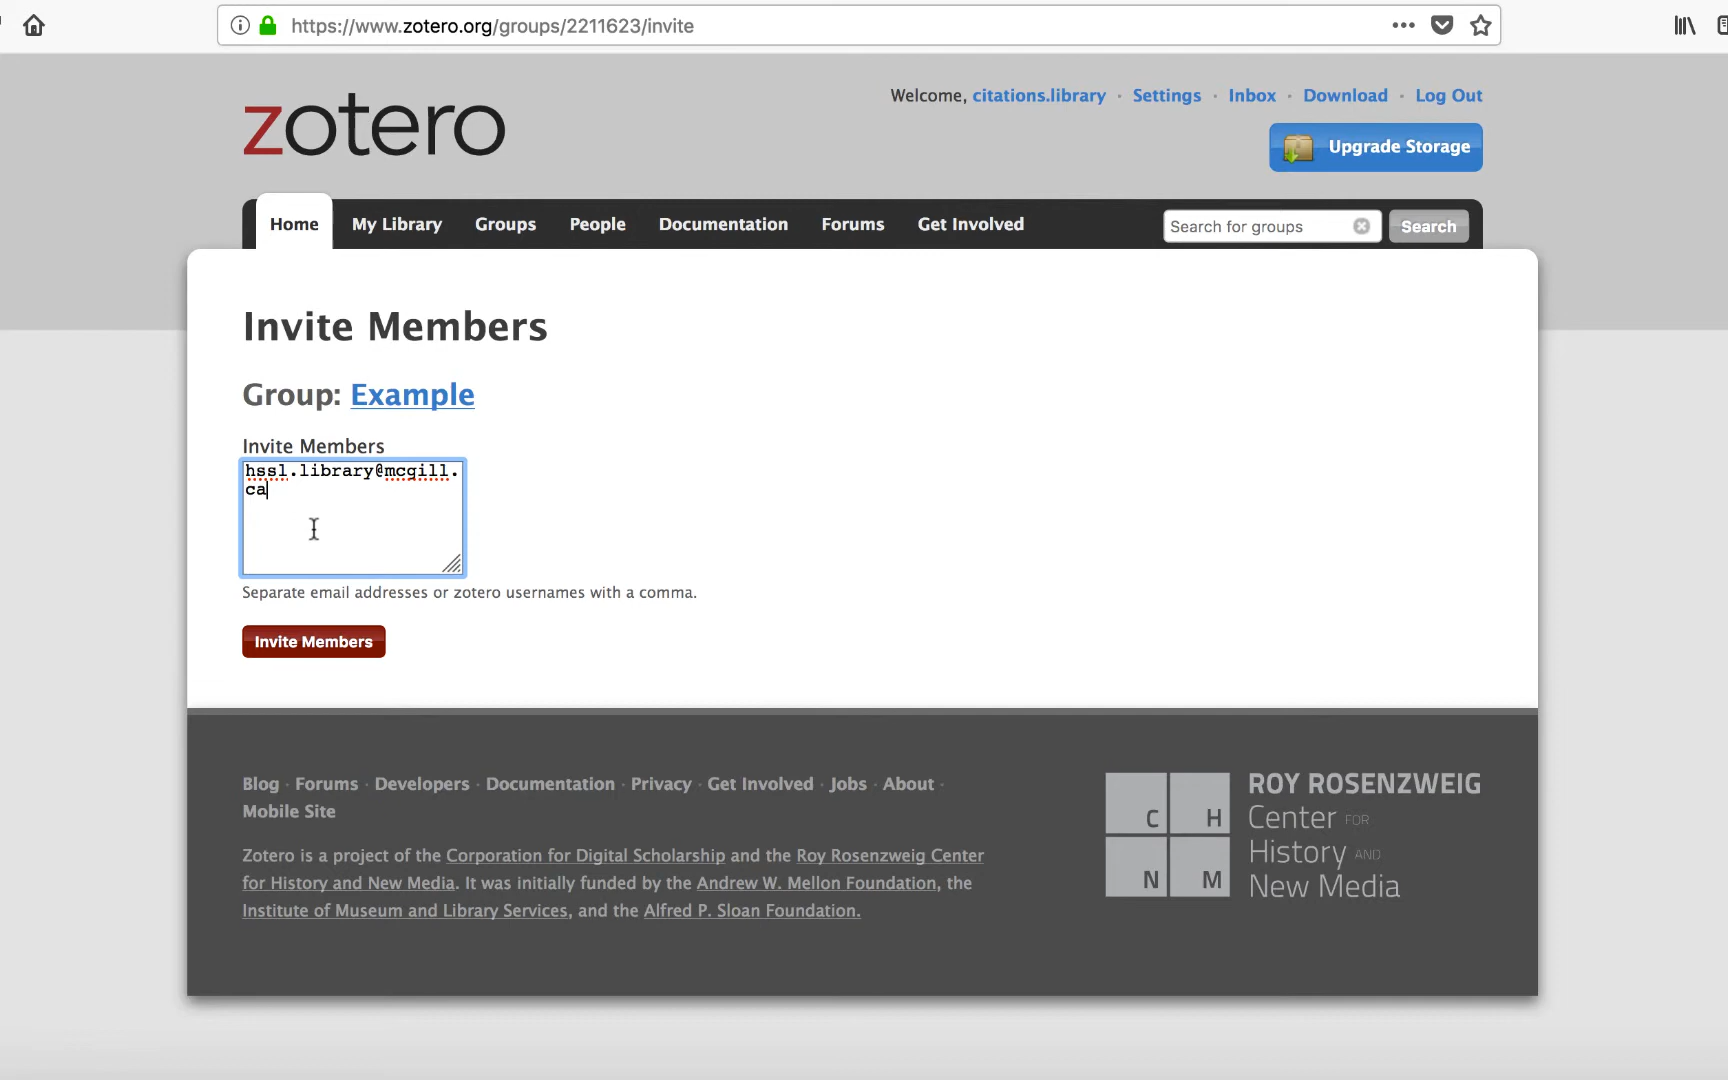 https://www.zotero.org/groups/2211623/invite
Welcome, citations.library · Settings · Inbox · Download · Log Out
zotero
Upgrade Storage
Home My Library Groups People Documentation Forums Get Involved Search for groups Search
Invite Members
Group: Example
Invite Members
hssl.library@mcgill.
ca
Separate email addresses or zotero usernames with a comma.
Invite Members
Blog · Forums · Developers · Documentation · Privacy · Get Involved · Jobs · About ·
Mobile Site
Zotero is a project of the Corporation for Digital Scholarship and the Roy Rosenzweig Center
for History and New Media. It was initially funded by the Andrew W. Mellon Foundation, the
Institute of Museum and Library Services, and the Alfred P. Sloan Foundation.
C H
N M
ROY ROSENZWEIG
Center FOR
History AND
New Media